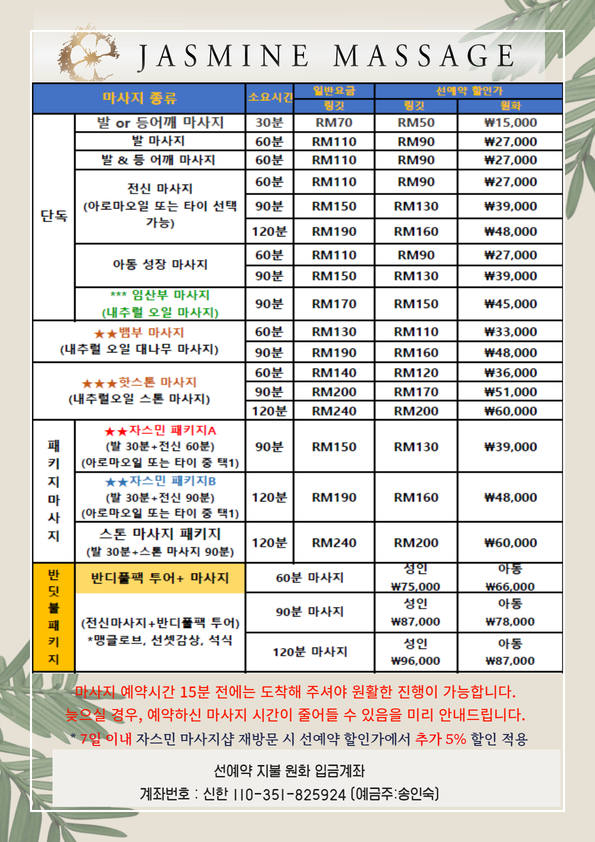 JASMINE MASSAGE
마사지 종류 소요시간 일반요금 선예약 할인가
링깃 링깃 원화
단독
발 or 등어깨 마사지 30분 RM70 RM50 ₩15,000
발 마사지 60분 RM110 RM90 ₩27,000
발 & 등 어깨 마사지 60분 RM110 RM90 ₩27,000
전신 마사지
(아로마오일 또는 타이 선택
가능)
60분 RM110 RM90 ₩27,000
90분 RM150 RM130 ₩39,000
120분 RM190 RM160 ₩48,000
아동 성장 마사지
60분 RM110 RM90 ₩27,000
90분 RM150 RM130 ₩39,000
*** 임산부 마사지
(내추럴 오일 마사지)
90분 RM170 RM150 ₩45,000
★★뱀부 마사지
(내추럴 오일 대나무 마사지)
60분 RM130 RM110 ₩33,000
90분 RM190 RM160 ₩48,000
★★★핫스톤 마사지
(내추럴오일 스톤 마사지)
60분 RM140 RM120 ₩36,000
90분 RM200 RM170 ₩51,000
120분 RM240 RM200 ₩60,000
패
키
지
마
사
지
★★자스민 패키지A
(발 30분+전신 60분)
(아로마오일 또는 타이 중 택1)
90분 RM150 RM130 ₩39,000
★★자스민 패키지B
(발 30분+전신 90분)
(아로마오일 또는 타이 중 택1)
120분 RM190 RM160 ₩48,000
스톤 마사지 패키지
(발 30분+스톤 마사지 90분)
120분 RM240 RM200 ₩60,000
반
딧
불
패
키
지
반디풀팩 투어+ 마사지
(전신마사지+반디풀팩 투어)
*맹글로브, 선셋감상, 석식
60분 마사지 성인 아동
₩75,000 ₩66,000
90분 마사지 성인 아동
₩87,000 ₩78,000
120분 마사지 성인 아동
₩96,000 ₩87,000
마사지 예약시간 15분 전에는 도착해 주셔야 원활한 진행이 가능합니다.
늦으실 경우, 예약하신 마사지 시간이 줄어들 수 있음을 미리 안내드립니다.
* 7일 이내 자스민 마사지샵 재방문 시 선예약 할인가에서 추가 5% 할인 적용
선예약 지불 원화 입금계좌
계좌번호 : 신한 110-351-825924 (예금주:송인숙)